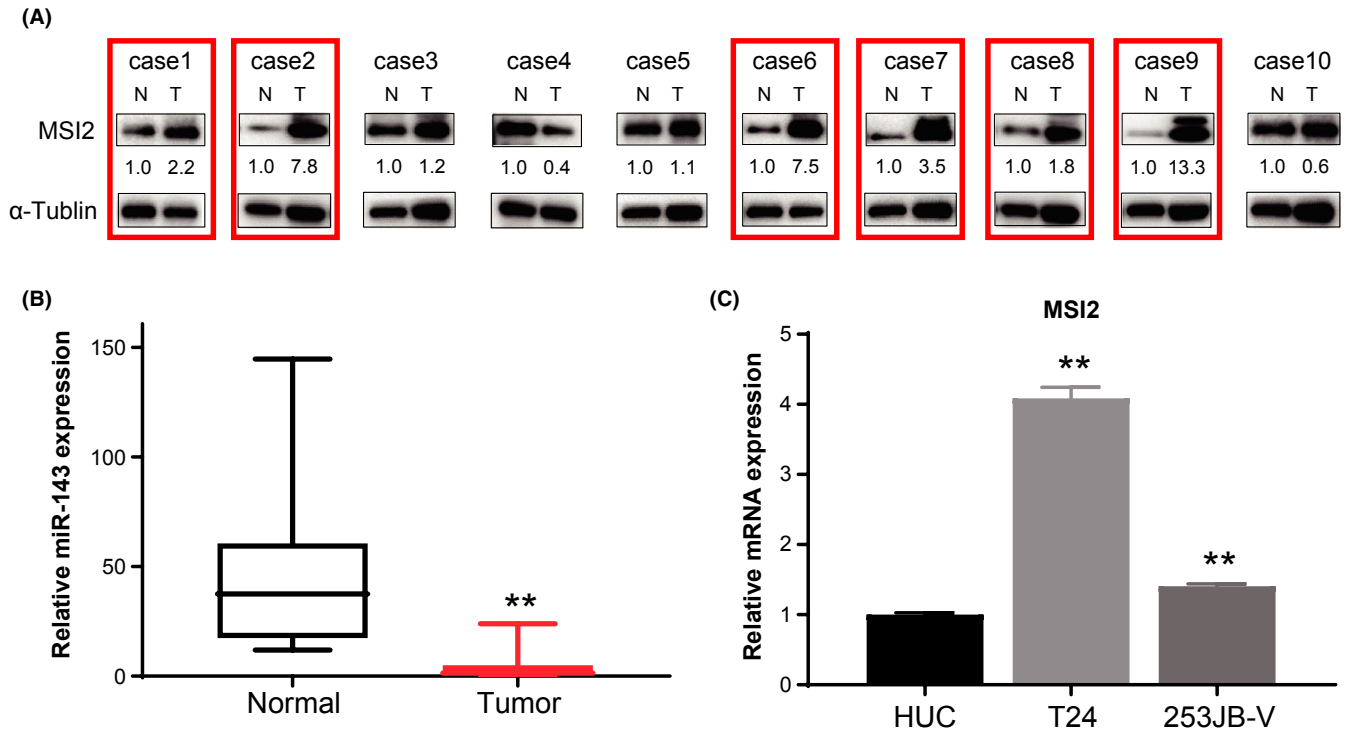 (A)
case1 case2 case3 case4 case5 case6 case7 case8 case9 case10
N T N T N T N T N T N T N T N T N T N T
MSI2
1.0 2.2 1.0 7.8 1.0 1.2 1.0 0.4 1.0 1.1 1.0 7.5 1.0 3.5 1.0 1.8 1.0 13.3 1.0 0.6
α-Tublin
(B)
Relative miR-143 expression
150
100
50
0
**
Normal Tumor
(C)
MSI2
Relative mRNA expression
5
4
3
2
1
0
**
**
HUC T24 253JB-V